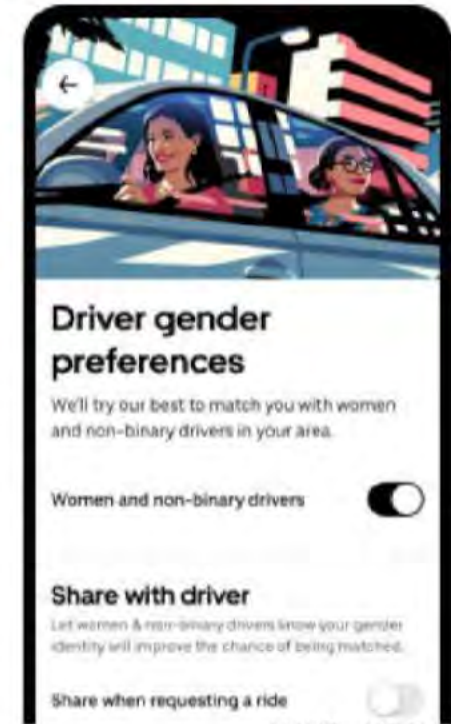 Driver gender
preferences
We'll try our best to match you with women
and non-binary drivers in your area.
Women and non-binary drivers
Share with driver
Let women & non-binary drivers know your gender
identity will improve the chance of being matched.
Share when requesting a ride